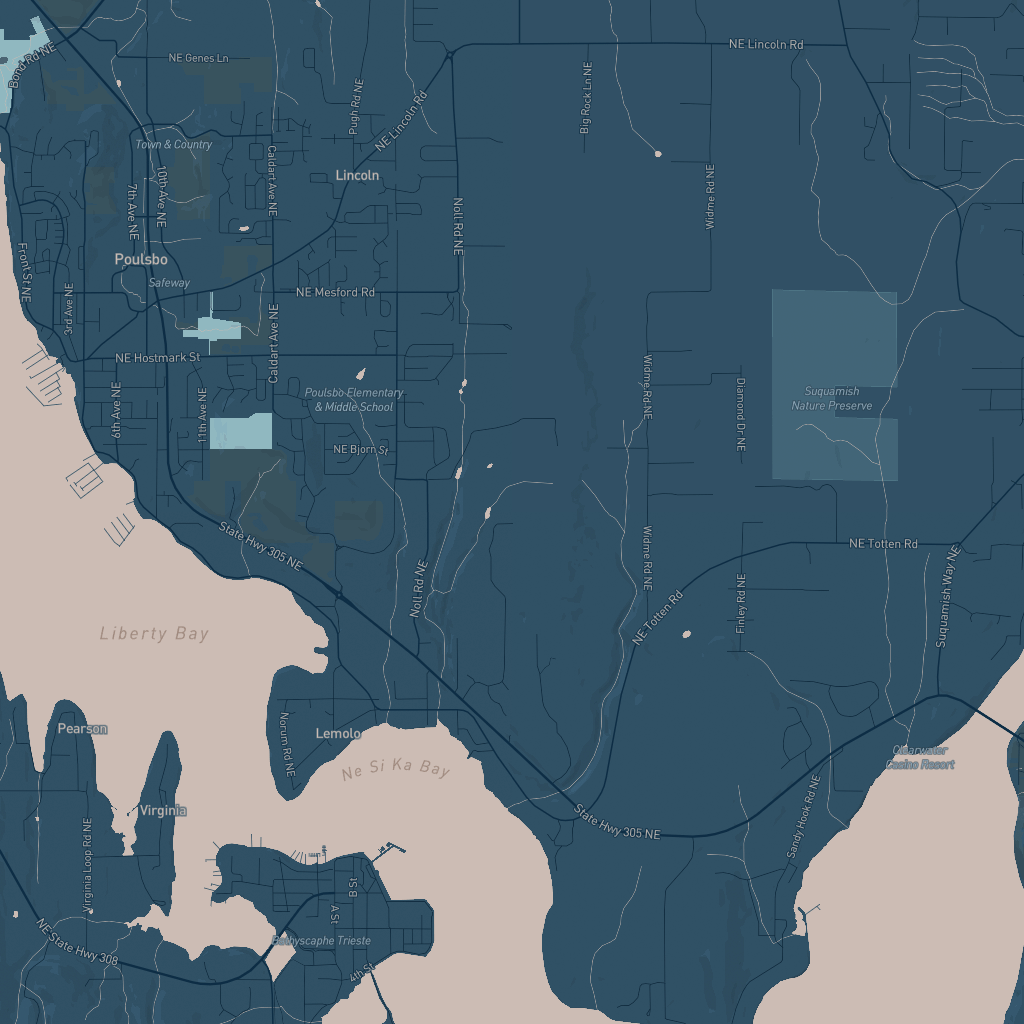 NE Lincoln Rd
Bond Rd NE
NE Genes Ln
Big Rock Ln NE
Pugh Rd NE
NE Lincoln Rd
Town & Country
Caldart Ave NE
10th Ave NE
7th Ave NE
Lincoln
Widme Rd NE
Noll Rd NE
Front St NE
Poulsbo
Safeway
3rd Ave NE
NE Mesford Rd
Caldart Ave NE
NE Hostmark St
Widme Rd NE
6th Ave NE
11th Ave NE
Poulsbo Elementary
& Middle School
Diamond Dr NE
Suquamish
Nature Preserve
NE Bjorn St
State Hwy 305 NE
Widme Rd NE
NE Totten Rd
Noll Rd NE
Finley Rd NE
Suquamish Way NE
NE Totten Rd
Liberty Bay
Pearson
Norum Rd NE
Lemolo
Ne Si Ka Bay
Clearwater
Casino Resort
Virginia
Virginia Loop Rd NE
State Hwy 305 NE
Sandy Hook Rd NE
B St
A St
NE State Hwy 308
Bathyscaphe Trieste
4th St